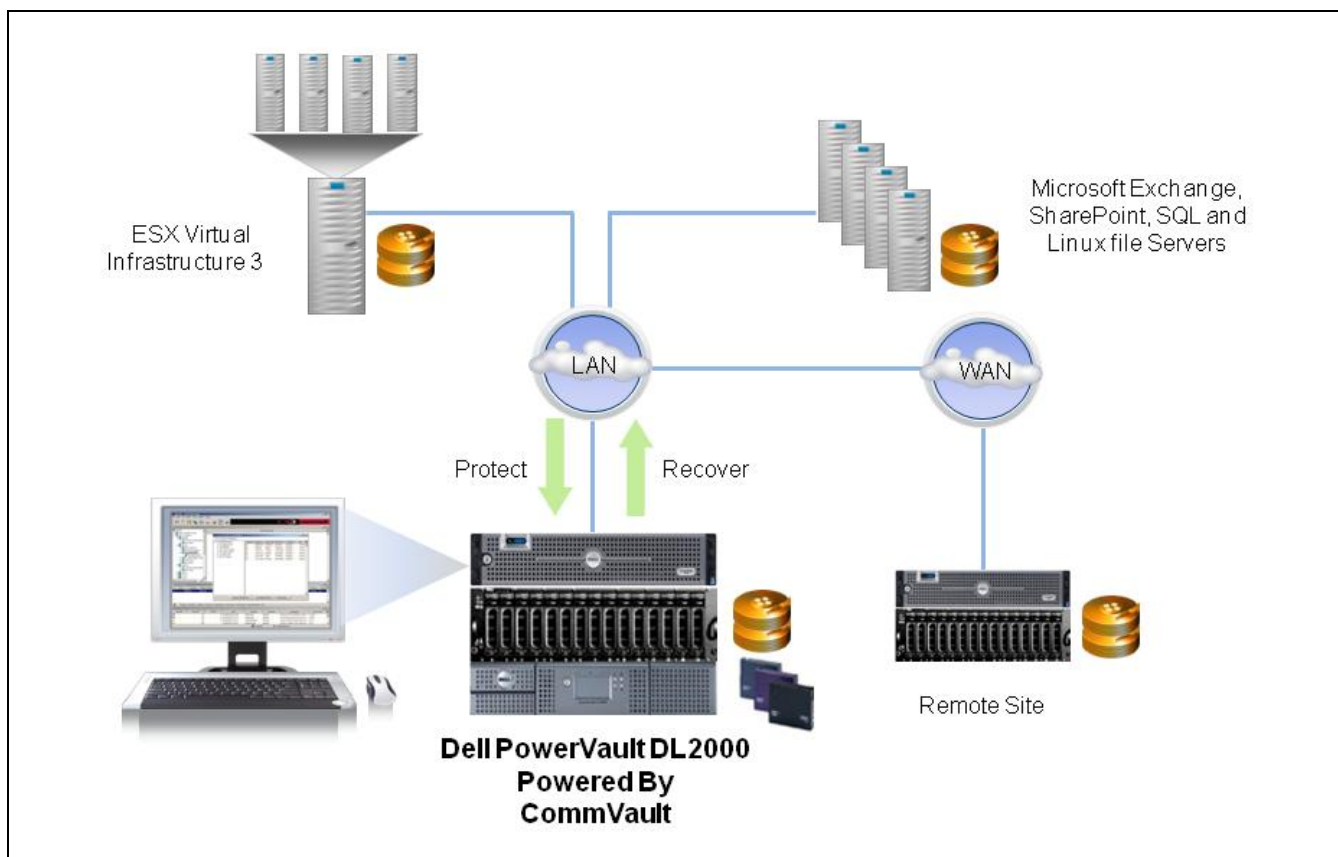 ESX Virtual
Infrastructure 3
Microsoft Exchange,
SharePoint, SQL and
Linux file Servers
LAN
WAN
Protect
Recover
Remote Site
Dell PowerVault DL2000
Powered By
CommVault